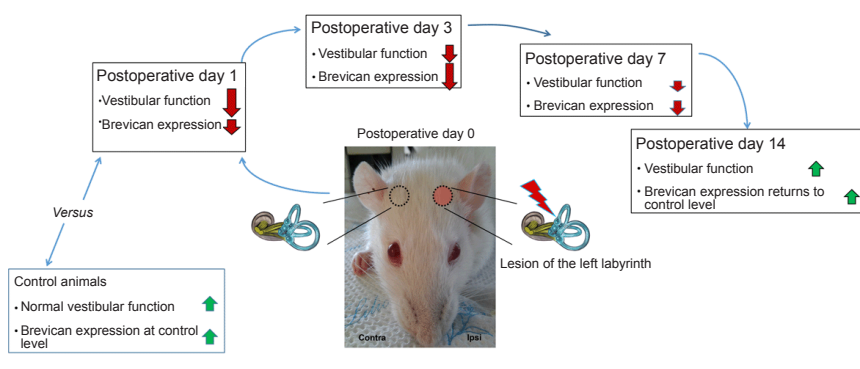 Postoperative day 3
• Vestibular function
• Brevican expression
Postoperative day 7
• Vestibular function
• Brevican expression
Postoperative day 1
•Vestibular function
•Brevican expression
Postoperative day 14
• Vestibular function
• Brevican expression returns to
control level
Postoperative day 0
Versus
Lesion of the left labyrinth
Control animals
• Normal vestibular function
• Brevican expression at control
level
Contra
Ipsi